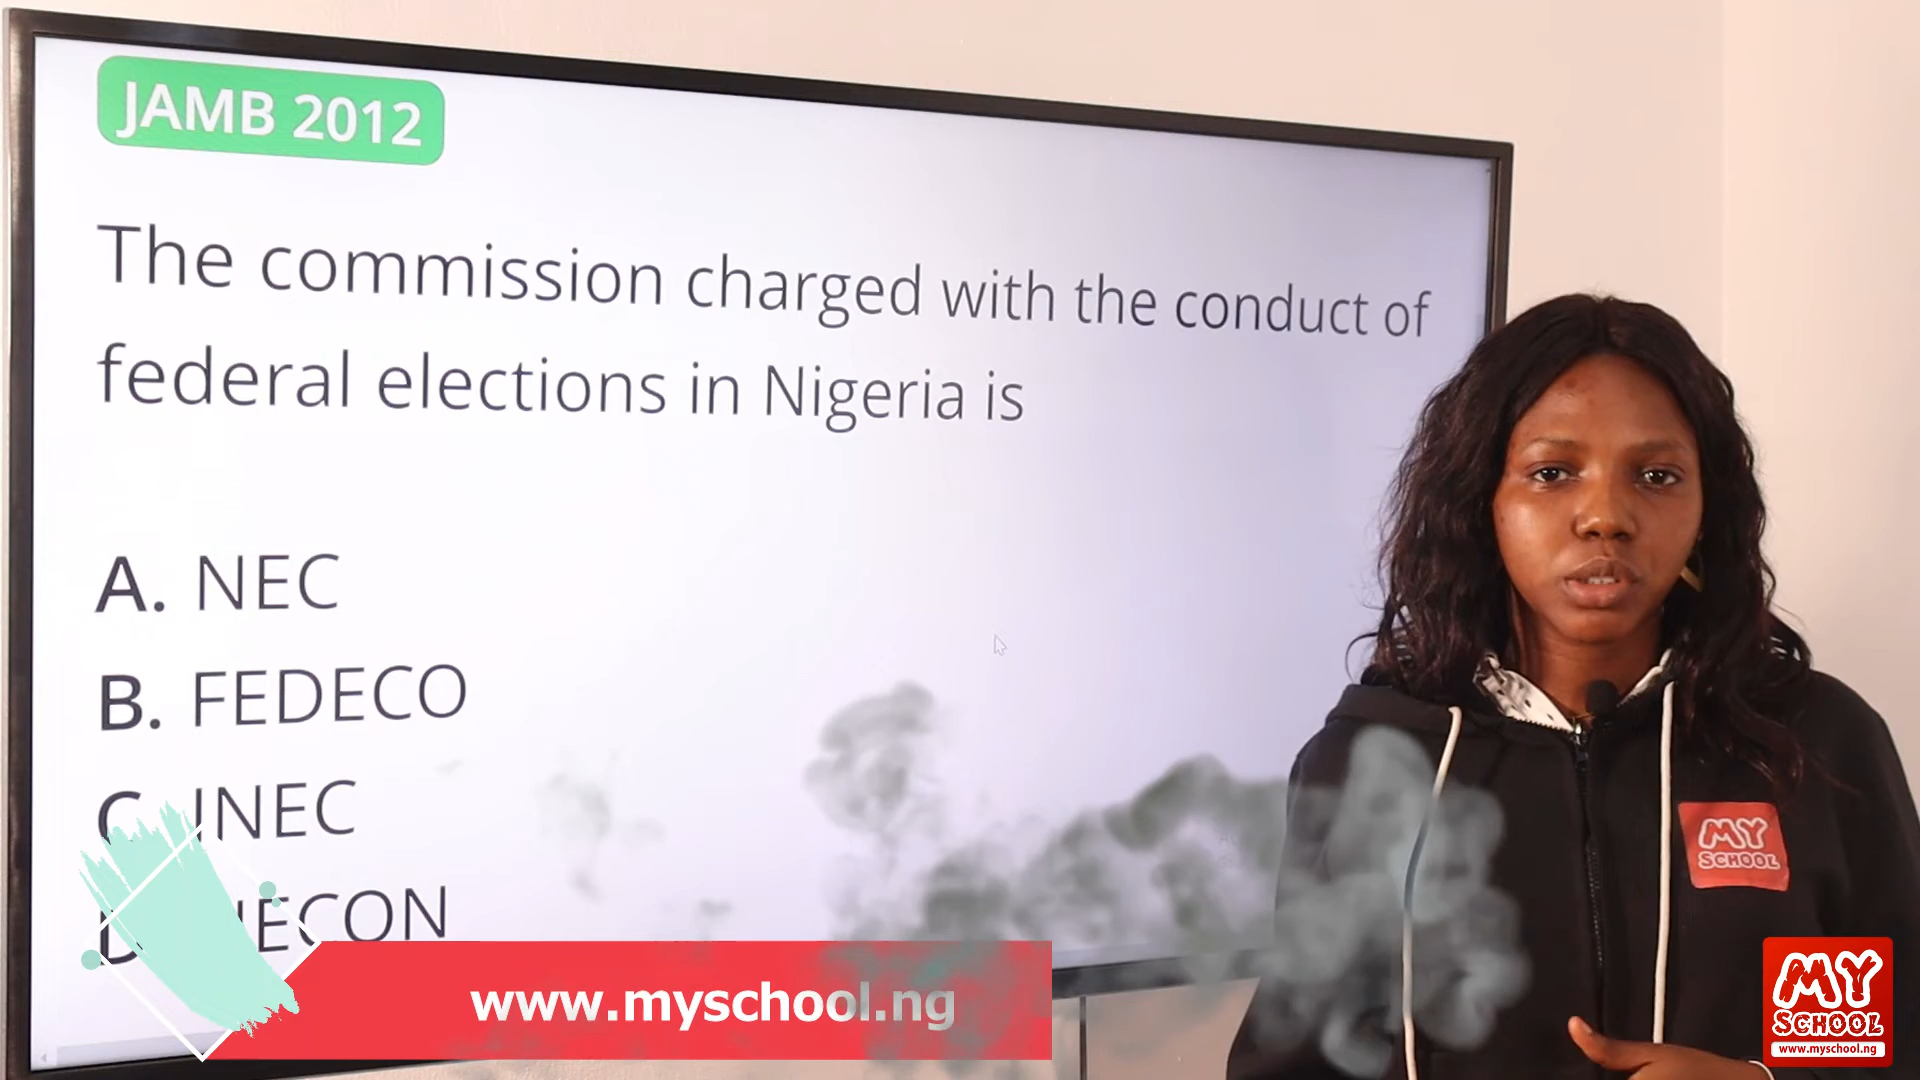 JAMB 2012
The commission charged with the conduct of
federal elections in Nigeria is
A. NEC
B. FEDECO
C. INEC
www.myschool.ng
MY
SCHOOL
MY
SCHOOL
www.myschool.ng